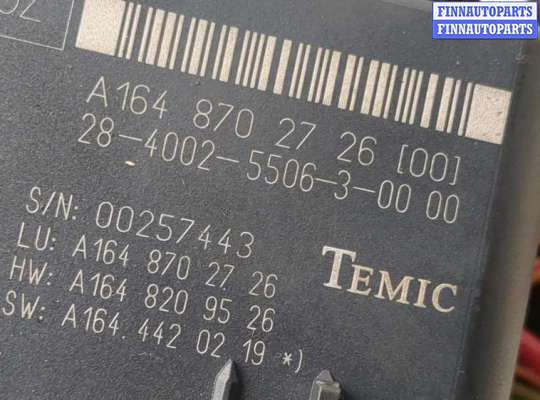 FINNAUTOPARTS
FINNAUTOPARTS
02
A164 870 27 26 [00]
28-4002-5506-3-00 00
S/N: 00257443
LU: A164 870 27 26
HW: A164 820 95 26
SW: A164.442 02 19 *)
TEMIC